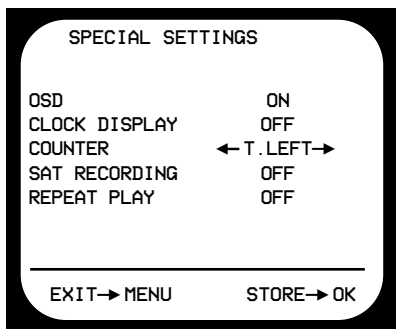 SPECIAL SETTINGS
OSD ON
CLOCK DISPLAY OFF
COUNTER ←T.LEFT→
SAT RECORDING OFF
REPEAT PLAY OFF
EXIT→MENU STORE→OK